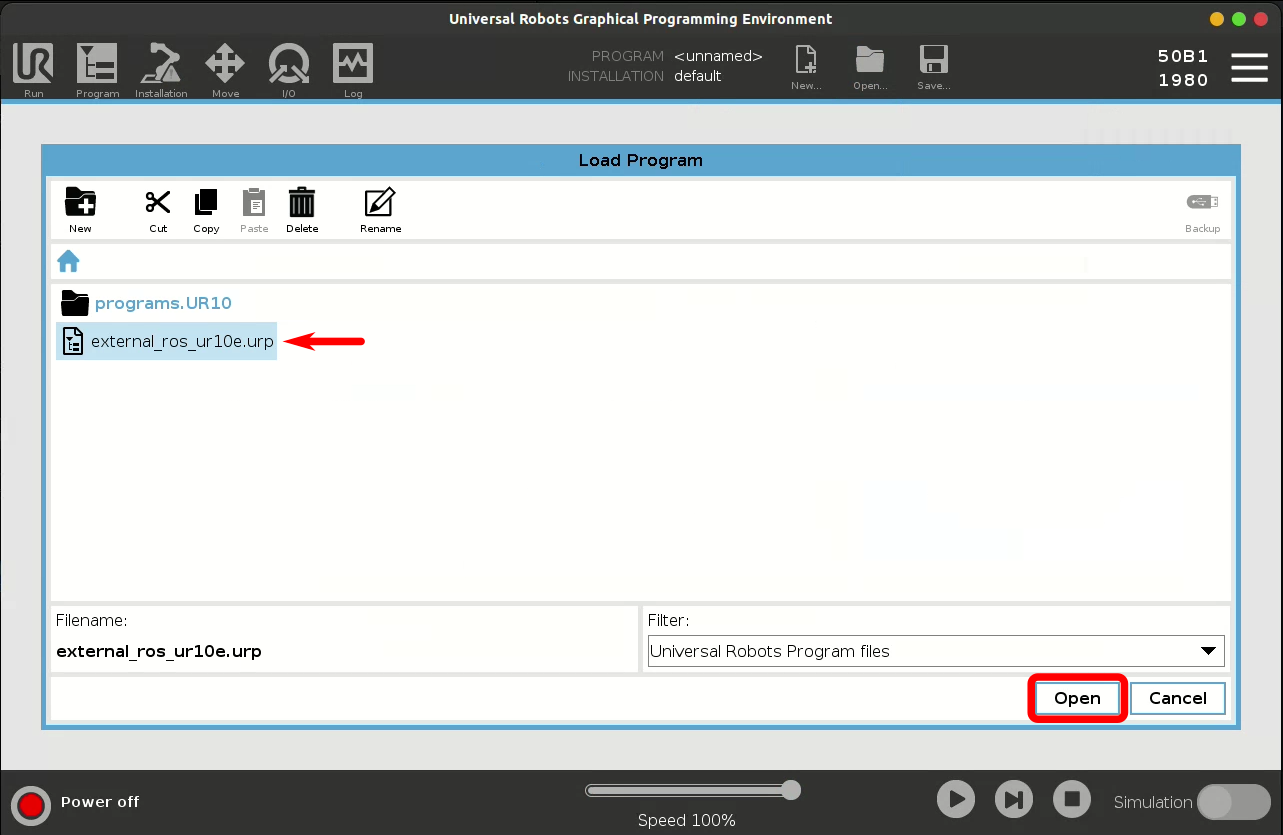 Universal Robots Graphical Programming Environment
UR
Run
Program
Installation
Move
I/O
Log
PROGRAM <unnamed>
INSTALLATION default
New...
Open...
Save...
50B1
1980
Load Program
New
Cut
Copy
Paste
Delete
Rename
Backup
programs.UR10
external_ros_ur10e.urp
Filename:
external_ros_ur10e.urp
Filter:
Universal Robots Program files
Open
Cancel
Power off
Speed 100%
Simulation